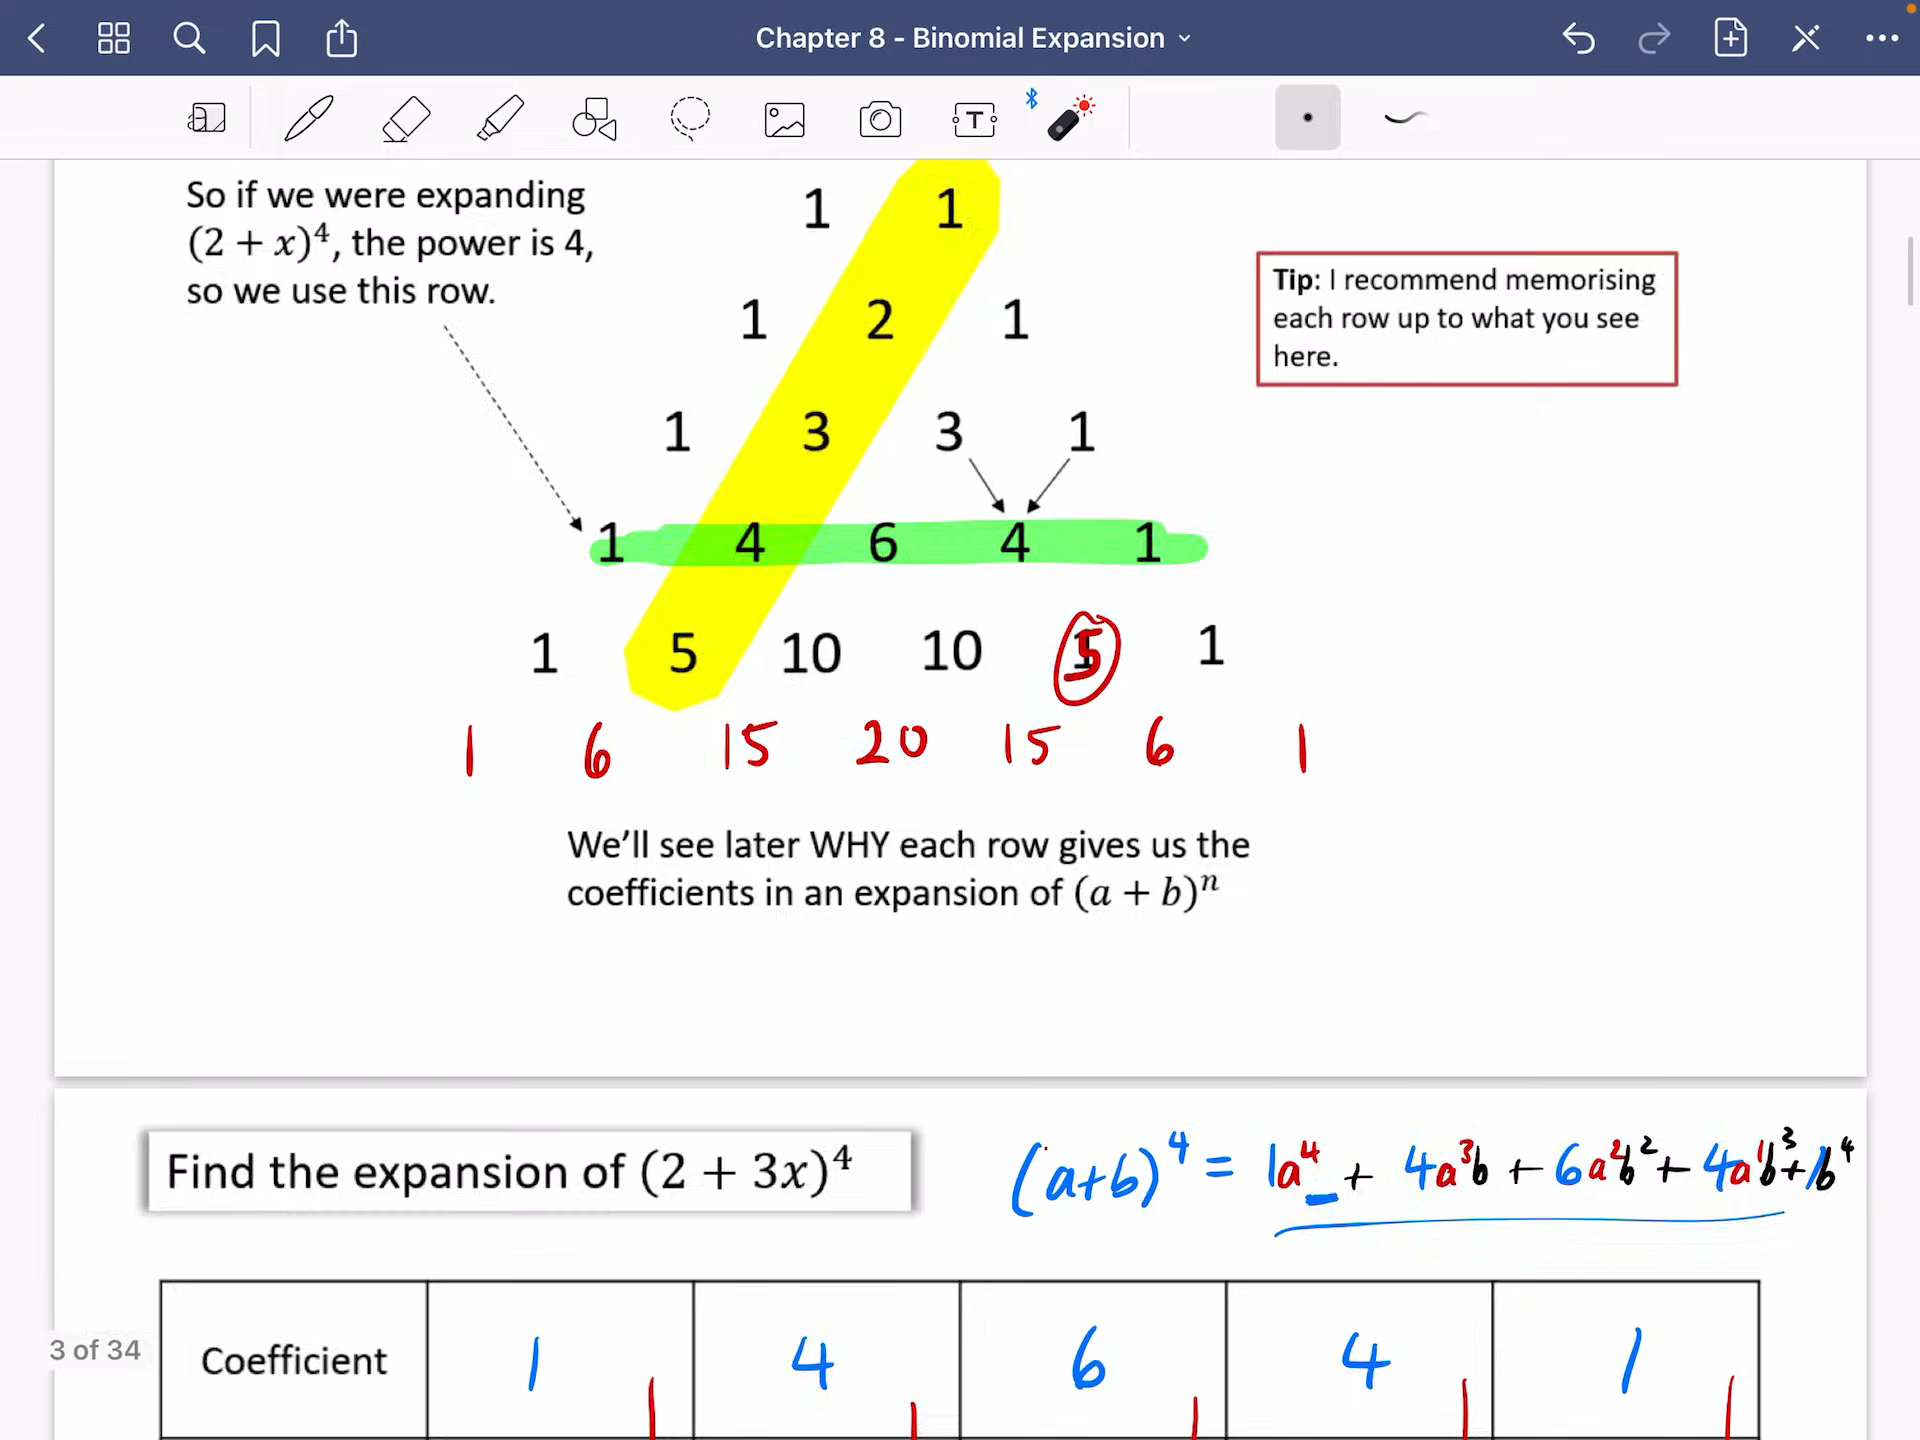 Chapter 8 - Binomial Expansion
T
So if we were expanding
(2 + x)⁴, the power is 4,
so we use this row.
1 1
Tip: I recommend memorising
each row up to what you see
here.
1 2 1
1 3 3 1
1 4 6 4 1
1 5 10 10 5 1
1 6 15 20 15 6 1
We'll see later WHY each row gives us the
coefficients in an expansion of (a + b)ⁿ
Find the expansion of (2 + 3x)⁴
(a+b)⁴ = 1a⁴ + 4a³b + 6a²b² + 4a¹b³ + 1b⁴
3 of 34
Coefficient 1 4 6 4 1